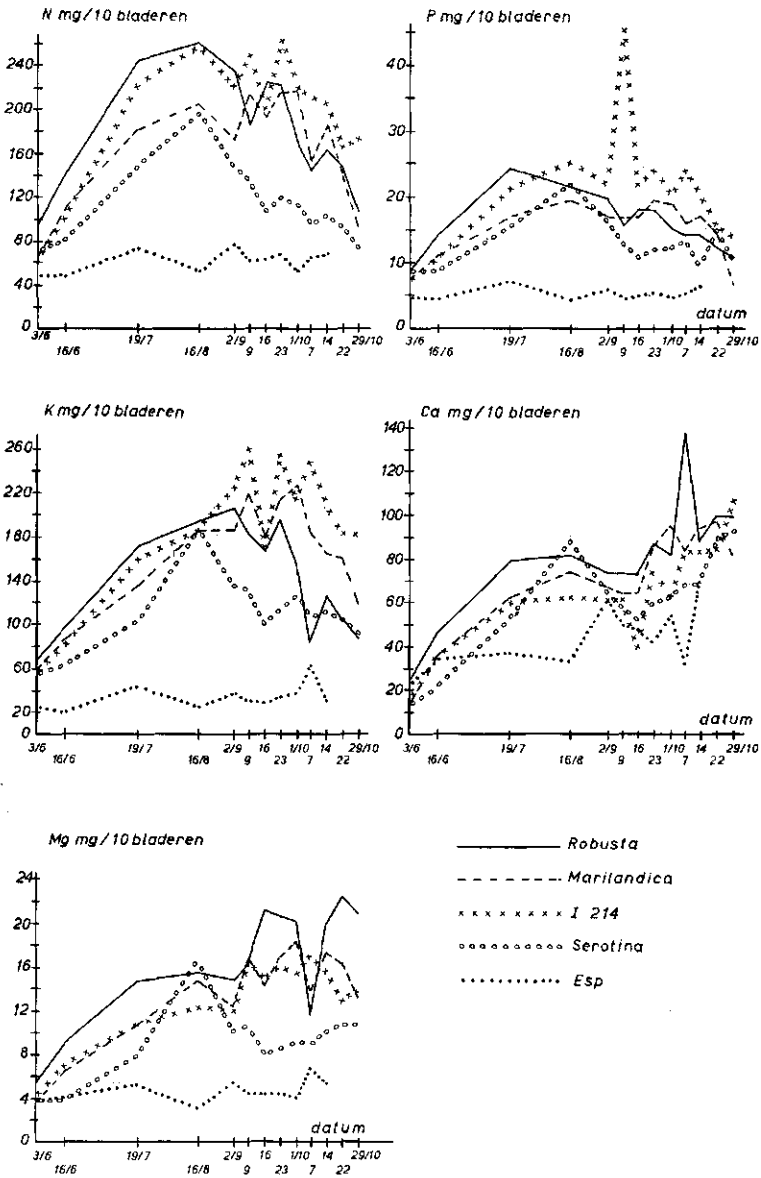 N mg/10 bladeren
240
200
160
120
80
40
0
3/6 16/6 19/7 16/8 2/9 9 16 23 1/10 7 14 22 29/10
P mg/10 bladeren
40
30
20
10
0
datum
3/6 16/6 19/7 16/8 2/9 9 16 23 1/10 7 14 22 29/10
K mg/10 bladeren
260
220
180
140
100
60
20
0
3/6 16/6 19/7 16/8 2/9 9 16 23 1/10 7 14 22 29/10
Ca mg/10 bladeren
140
120
100
80
60
40
20
0
datum
3/6 16/6 19/7 16/8 2/9 9 16 23 1/10 7 14 22 29/10
Mg mg/10 bladeren
24
20
16
12
8
4
0
datum
3/6 16/6 19/7 16/8 2/9 9 16 23 1/10 7 14 22 29/10
Robusta
Marilandica
I 214
Serotina
Esp